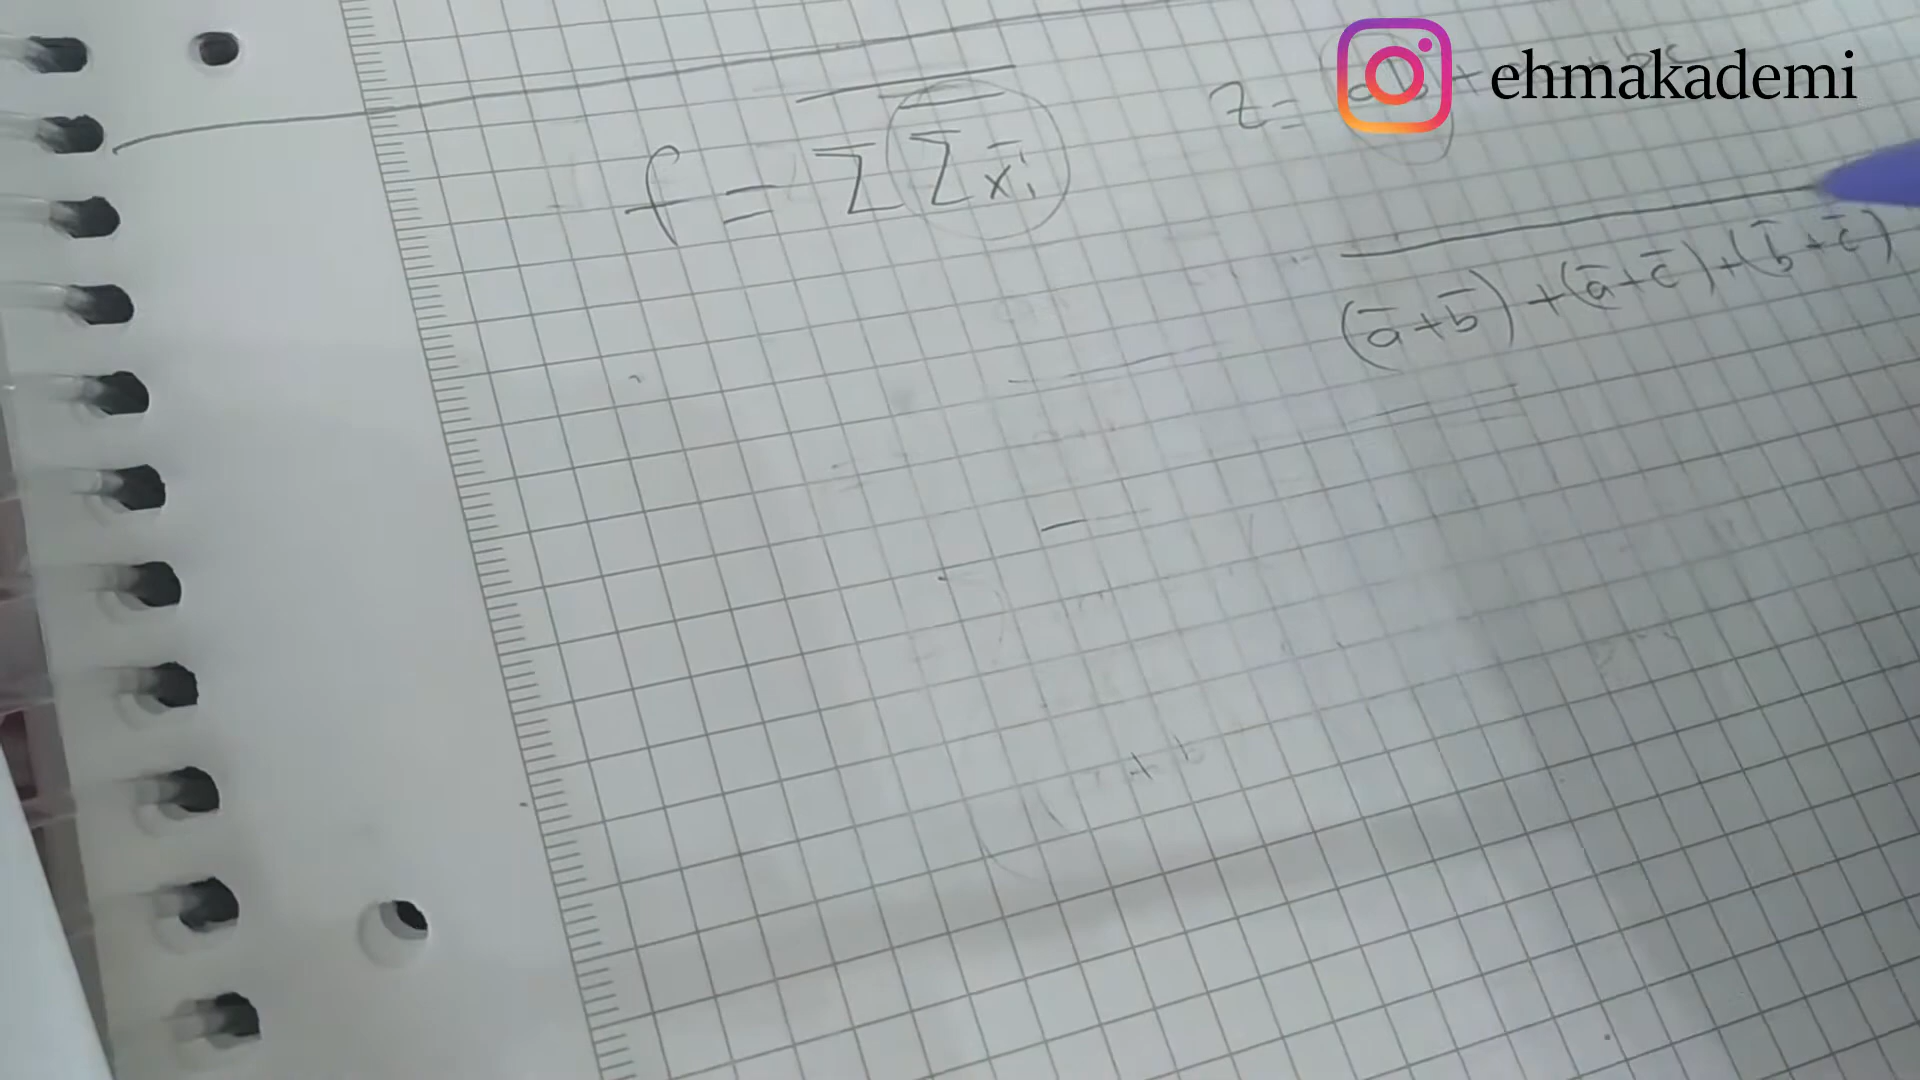 ehmakademi
z =
f = Σ Σ x̄i
(ā+b̄) + (ā+c̄) + (b̄+c̄)